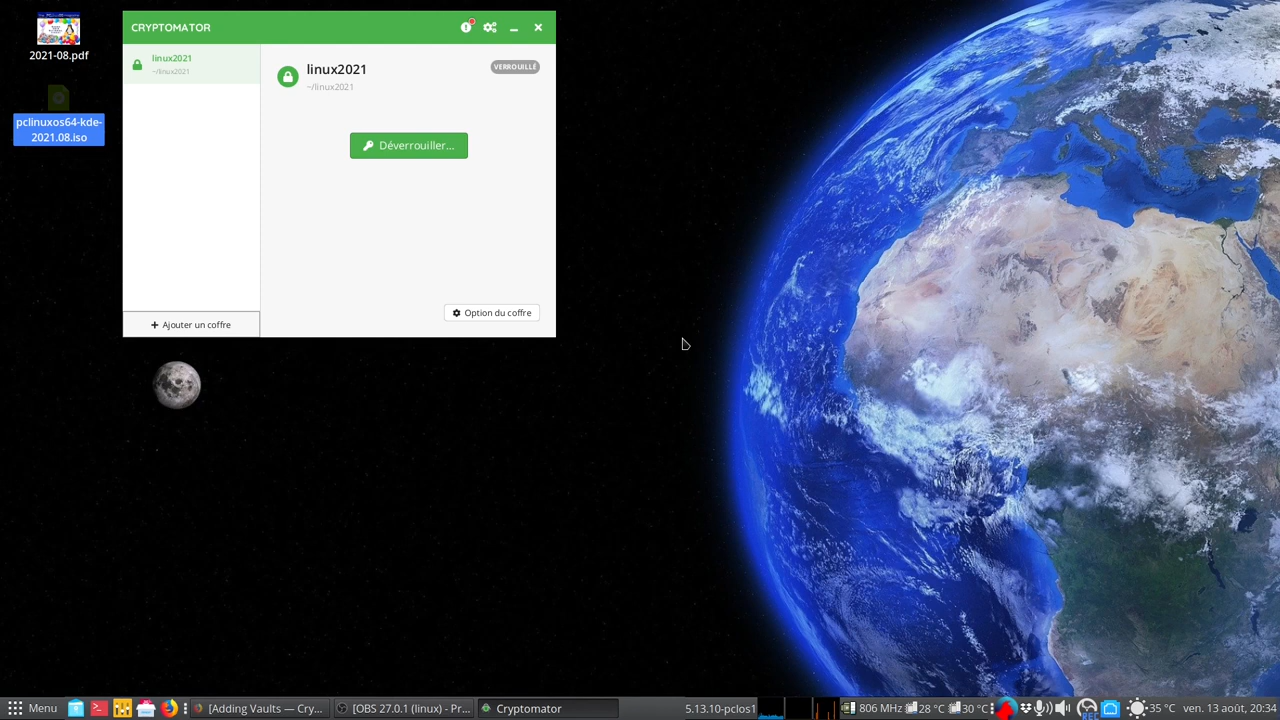 2021-08.pdf
pclinuxos64-kde-
2021.08.iso
CRYPTOMATOR
linux2021
~/linux2021
linux2021
~/linux2021
VERROUILLÉ
Déverrouiller...
Option du coffre
Ajouter un coffre
Menu
[Adding Vaults — Cry...
[OBS 27.0.1 (linux) - Pr...
Cryptomator
5.13.10-pclos1
806 MHz
28 °C
30 °C
REC
35 °C
ven. 13 août, 20:34